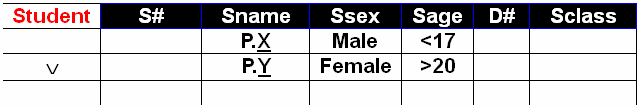 Student S# Sname Ssex Sage D# Sclass
P.X Male <17
∨ P.Y Female >20